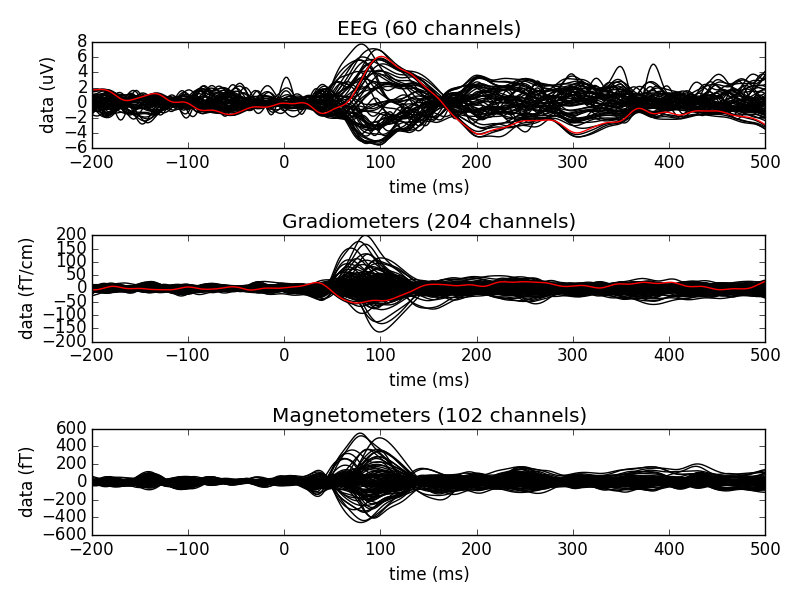 EEG (60 channels)
data (uV)
8
6
4
2
0
−2
−4
−6
−200 −100 0 100 200 300 400 500
time (ms)
Gradiometers (204 channels)
data (fT/cm)
200
150
100
50
0
−50
−100
−150
−200
−200 −100 0 100 200 300 400 500
time (ms)
Magnetometers (102 channels)
data (fT)
600
400
200
0
−200
−400
−600
−200 −100 0 100 200 300 400 500
time (ms)